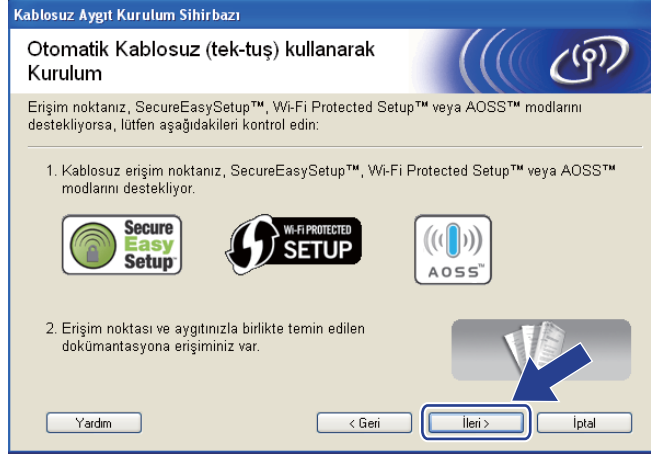 Kablosuz Aygıt Kurulum Sihirbazı
Otomatik Kablosuz (tek-tuş) kullanarak
Kurulum
Erişim noktanız, SecureEasySetup™, Wi-Fi Protected Setup™ veya AOSS™ modlarını
destekliyorsa, lütfen aşağıdakileri kontrol edin:
1. Kablosuz erişim noktanız, SecureEasySetup™, Wi-Fi Protected Setup™ veya AOSS™
modlarını destekliyor.
Secure
Easy
Setup
Wi-Fi PROTECTED
SETUP
AOSS™
2. Erişim noktası ve aygıtınızla birlikte temin edilen
dokümantasyona erişiminiz var.
Yardım
< Geri
İleri >
İptal